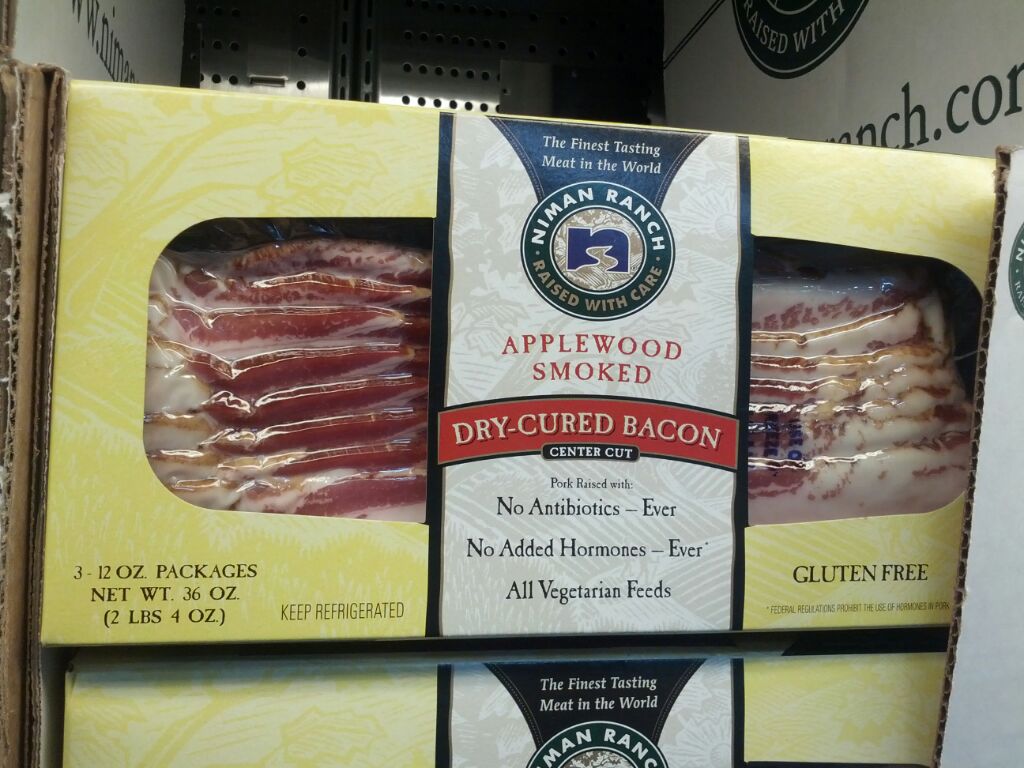 www.niman
RAISED WITH
ranch.com
The Finest Tasting
Meat in the World
NIMAN RANCH
n
RAISED WITH CARE
APPLEWOOD
SMOKED
DRY-CURED BACON
CENTER CUT
Pork Raised with:
No Antibiotics – Ever
No Added Hormones – Ever*
All Vegetarian Feeds
3 - 12 OZ. PACKAGES
NET WT. 36 OZ.
(2 LBS 4 OZ.)
KEEP REFRIGERATED
GLUTEN FREE
* FEDERAL REGULATIONS PROHIBIT THE USE OF HORMONES IN PORK
The Finest Tasting
Meat in the World
NIMAN RANCH